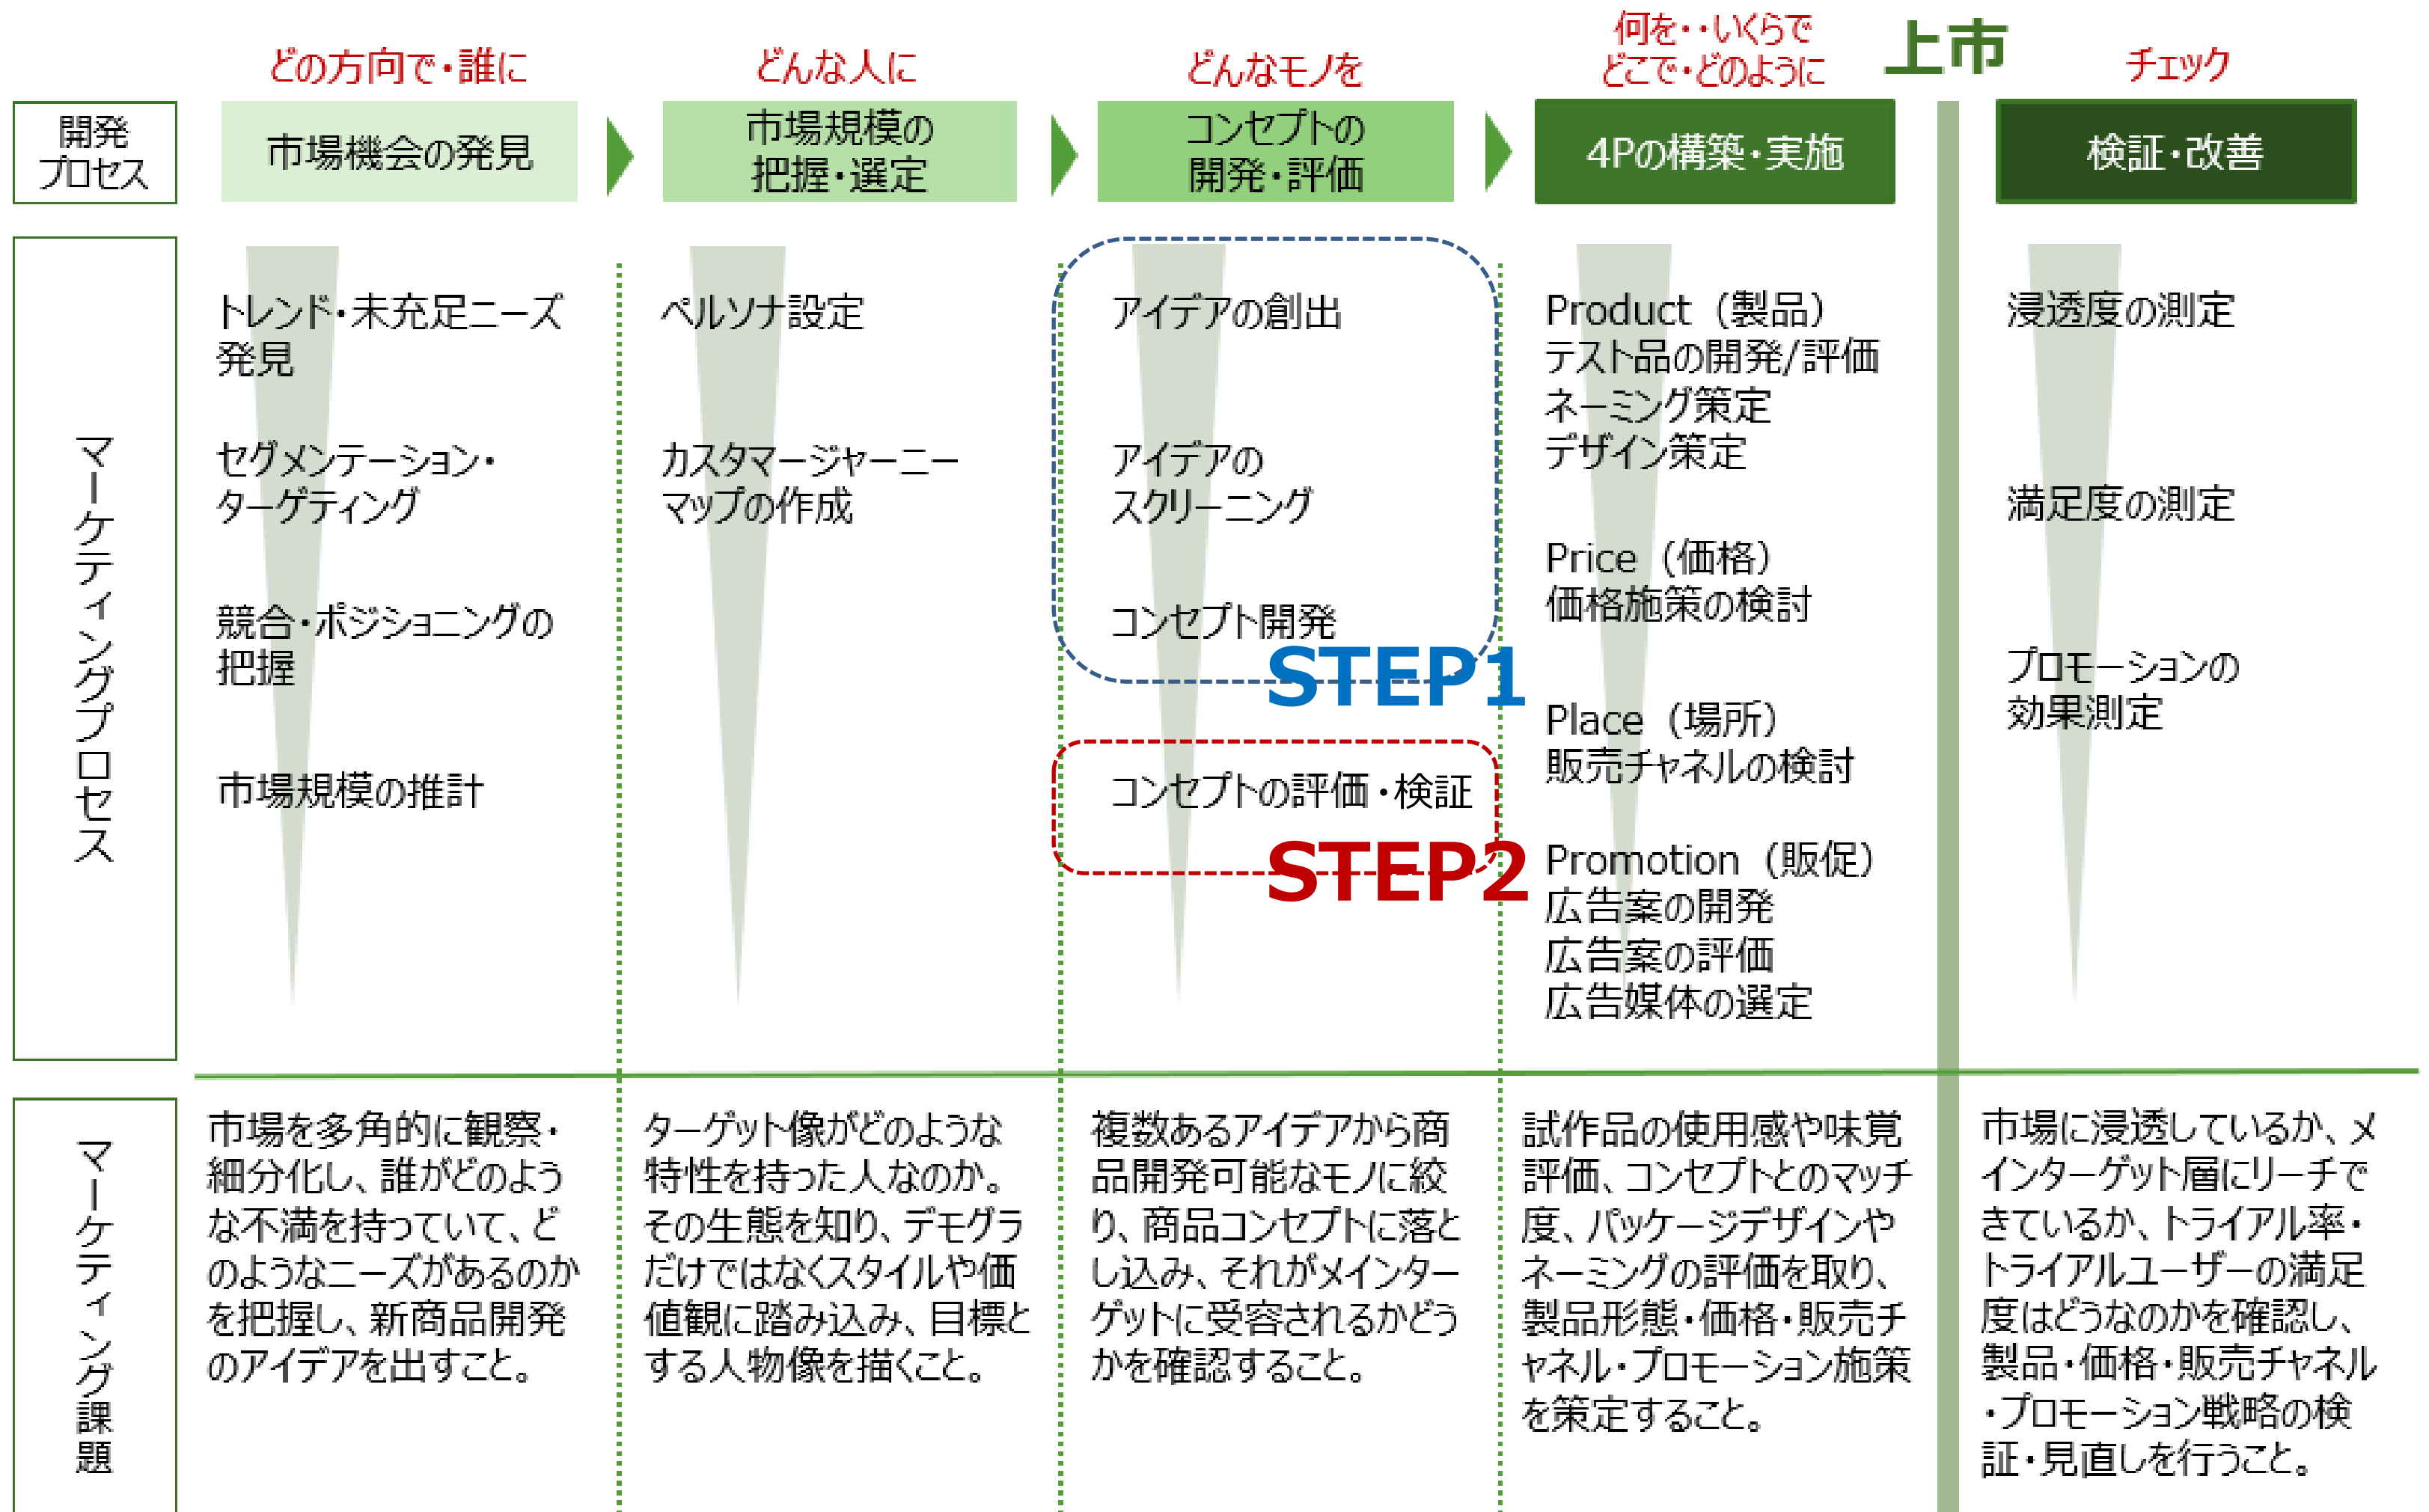 どの方向で・誰に
どんな人に
どんなモノを
何を・・いくらで
どこで・どのように
上市
チェック
開発
プロセス
市場機会の発見
市場規模の
把握・選定
コンセプトの
開発・評価
4Pの構築・実施
検証・改善
マーケティングプロセス
トレンド・未充足ニーズ
発見
セグメンテーション・
ターゲティング
競合・ポジショニングの
把握
市場規模の推計
ペルソナ設定
カスタマージャーニー
マップの作成
アイデアの創出
アイデアの
スクリーニング
コンセプト開発
STEP1
コンセプトの評価・検証
STEP2
Product（製品）
テスト品の開発/評価
ネーミング策定
デザイン策定
Price（価格）
価格施策の検討
Place（場所）
販売チャネルの検討
Promotion（販促）
広告案の開発
広告案の評価
広告媒体の選定
浸透度の測定
満足度の測定
プロモーションの
効果測定
マーケティング課題
市場を多角的に観察・
細分化し、誰がどのよう
な不満を持っていて、ど
のようなニーズがあるのか
を把握し、新商品開発
のアイデアを出すこと。
ターゲット像がどのような
特性を持った人なのか。
その生態を知り、デモグラ
だけではなくスタイルや価
値観に踏み込み、目標と
する人物像を描くこと。
複数あるアイデアから商
品開発可能なモノに絞
り、商品コンセプトに落と
し込み、それがメインター
ゲットに受容されるかどう
かを確認すること。
試作品の使用感や味覚
評価、コンセプトとのマッチ
度、パッケージデザインや
ネーミングの評価を取り、
製品形態・価格・販売チ
ャネル・プロモーション施策
を策定すること。
市場に浸透しているか、メ
インターゲット層にリーチで
きているか、トライアル率・
トライアルユーザーの満足
度はどうなのかを確認し、
製品・価格・販売チャネル
・プロモーション戦略の検
証・見直しを行うこと。